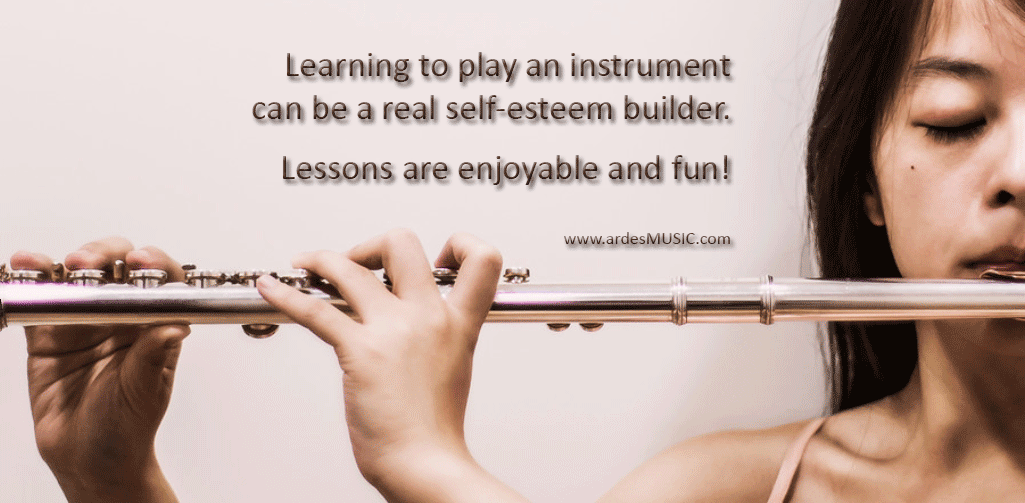 Learning to play an instrument
can be a real self-esteem builder.
Lessons are enjoyable and fun!
www.ardesMUSIC.com